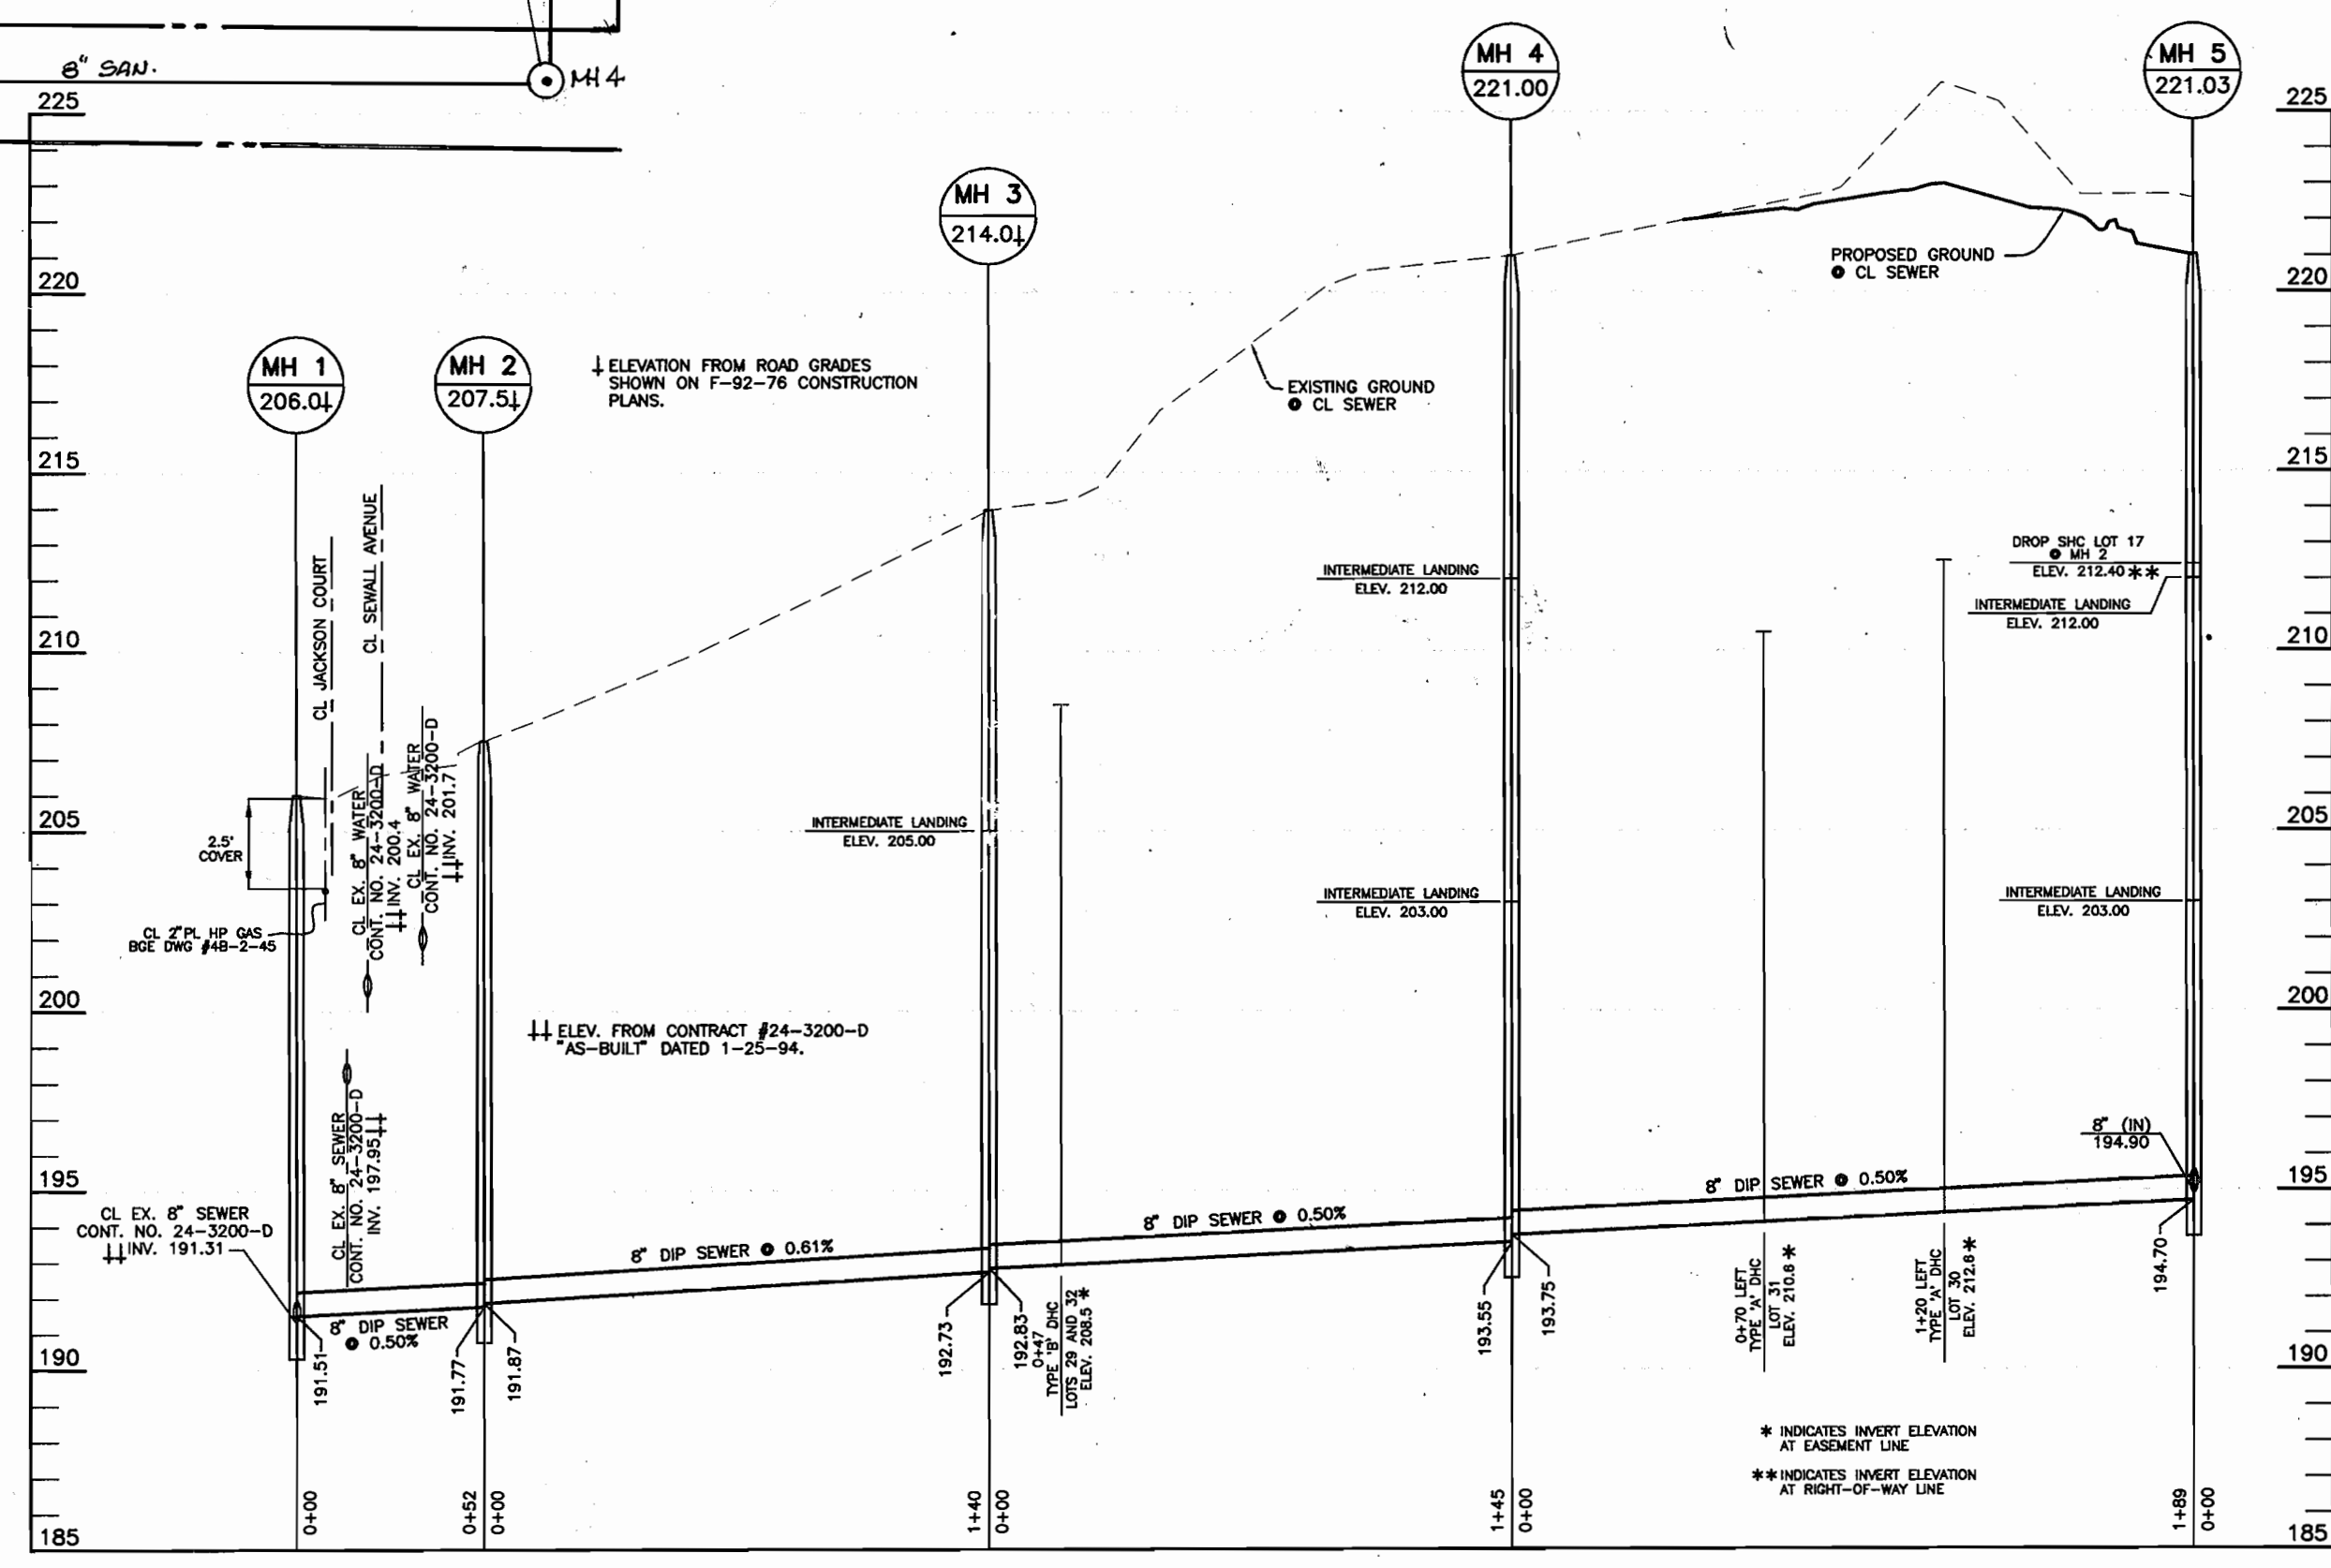 8" SAN.
MH 4
225
220
215
210
205
200
195
190
185
MH 1
206.0⸸
MH 2
207.5⸸
MH 3
214.0⸸
MH 4
221.00
MH 5
221.03
225
220
215
210
205
200
195
190
185
⸸ ELEVATION FROM ROAD GRADES
SHOWN ON F-92-76 CONSTRUCTION
PLANS.
EXISTING GROUND
@ CL SEWER
PROPOSED GROUND
@ CL SEWER
CL JACKSON COURT
CL SEWALL AVENUE
2.5'
COVER
CL 2" PL HP GAS
BGE DWG #4B-2-45
CL EX. 8" WATER
CONT. NO. 24-3200-D
⸸⸸INV. 200.4
CL EX. 8" WATER
CONT. NO. 24-3200-D
⸸⸸INV. 201.7
CL EX. 8" SEWER
CONT. NO. 24-3200-D
INV. 197.95⸸⸸
CL EX. 8" SEWER
CONT. NO. 24-3200-D
⸸⸸INV. 191.31
⸸⸸ ELEV. FROM CONTRACT #24-3200-D
"AS-BUILT" DATED 1-25-94.
INTERMEDIATE LANDING
ELEV. 205.00
INTERMEDIATE LANDING
ELEV. 212.00
INTERMEDIATE LANDING
ELEV. 203.00
DROP SHC LOT 17
@ MH 2
ELEV. 212.40**
INTERMEDIATE LANDING
ELEV. 212.00
INTERMEDIATE LANDING
ELEV. 203.00
8" (IN)
194.90
8" DIP SEWER
@ 0.50%
8" DIP SEWER @ 0.61%
8" DIP SEWER @ 0.50%
8" DIP SEWER @ 0.50%
191.51
191.77
191.87
192.73
192.83
0+47
TYPE 'B' DHC
LOTS 29 AND 32
ELEV. 208.5 *
193.55
193.75
0+70 LEFT
TYPE 'A' DHC
LOT 31
ELEV. 210.6 *
1+20 LEFT
TYPE 'A' DHC
LOT 30
ELEV. 212.6 *
194.70
* INDICATES INVERT ELEVATION
AT EASEMENT LINE
** INDICATES INVERT ELEVATION
AT RIGHT-OF-WAY LINE
0+00
0+52
0+00
1+40
0+00
1+45
0+00
1+89
0+00